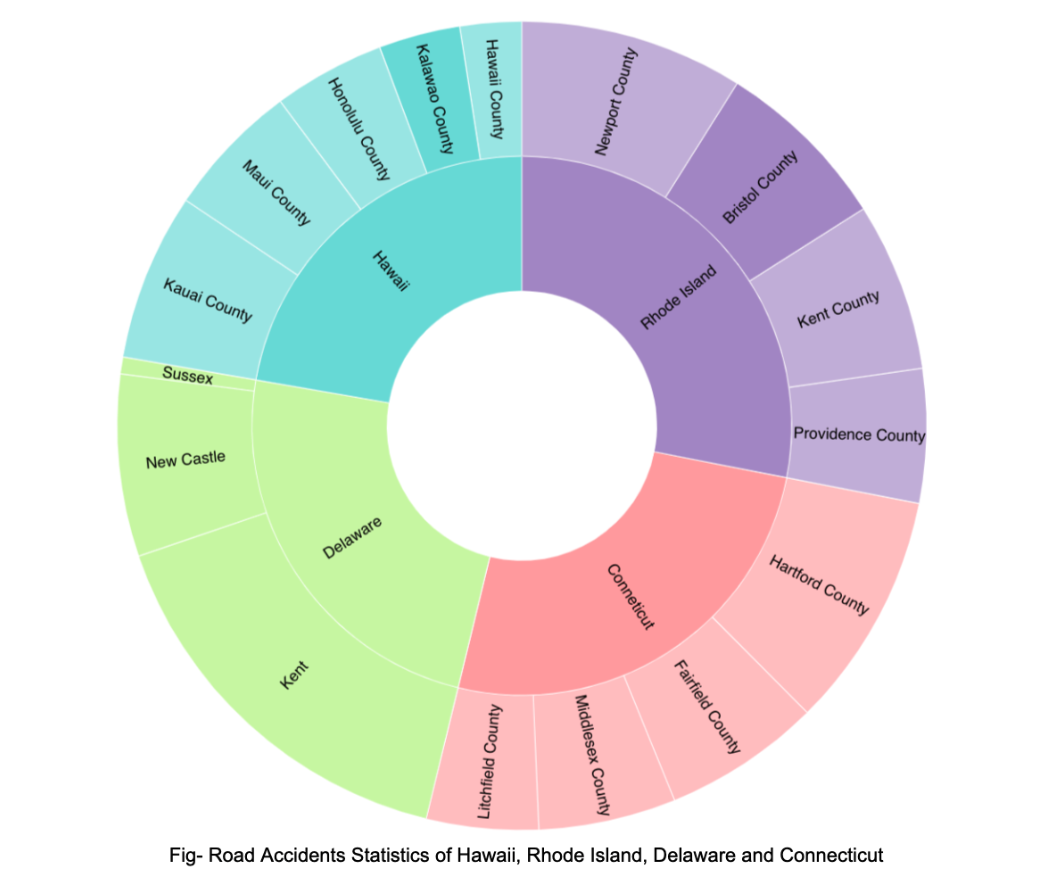 Hawaii County
Kalawao County
Honolulu County
Maui County
Kauai County
Hawaii
Newport County
Bristol County
Kent County
Providence County
Rhode Island
Sussex
New Castle
Kent
Delaware
Conneticut
Hartford County
Fairfield County
Middlesex County
Litchfield County
Fig- Road Accidents Statistics of Hawaii, Rhode Island, Delaware and Connecticut